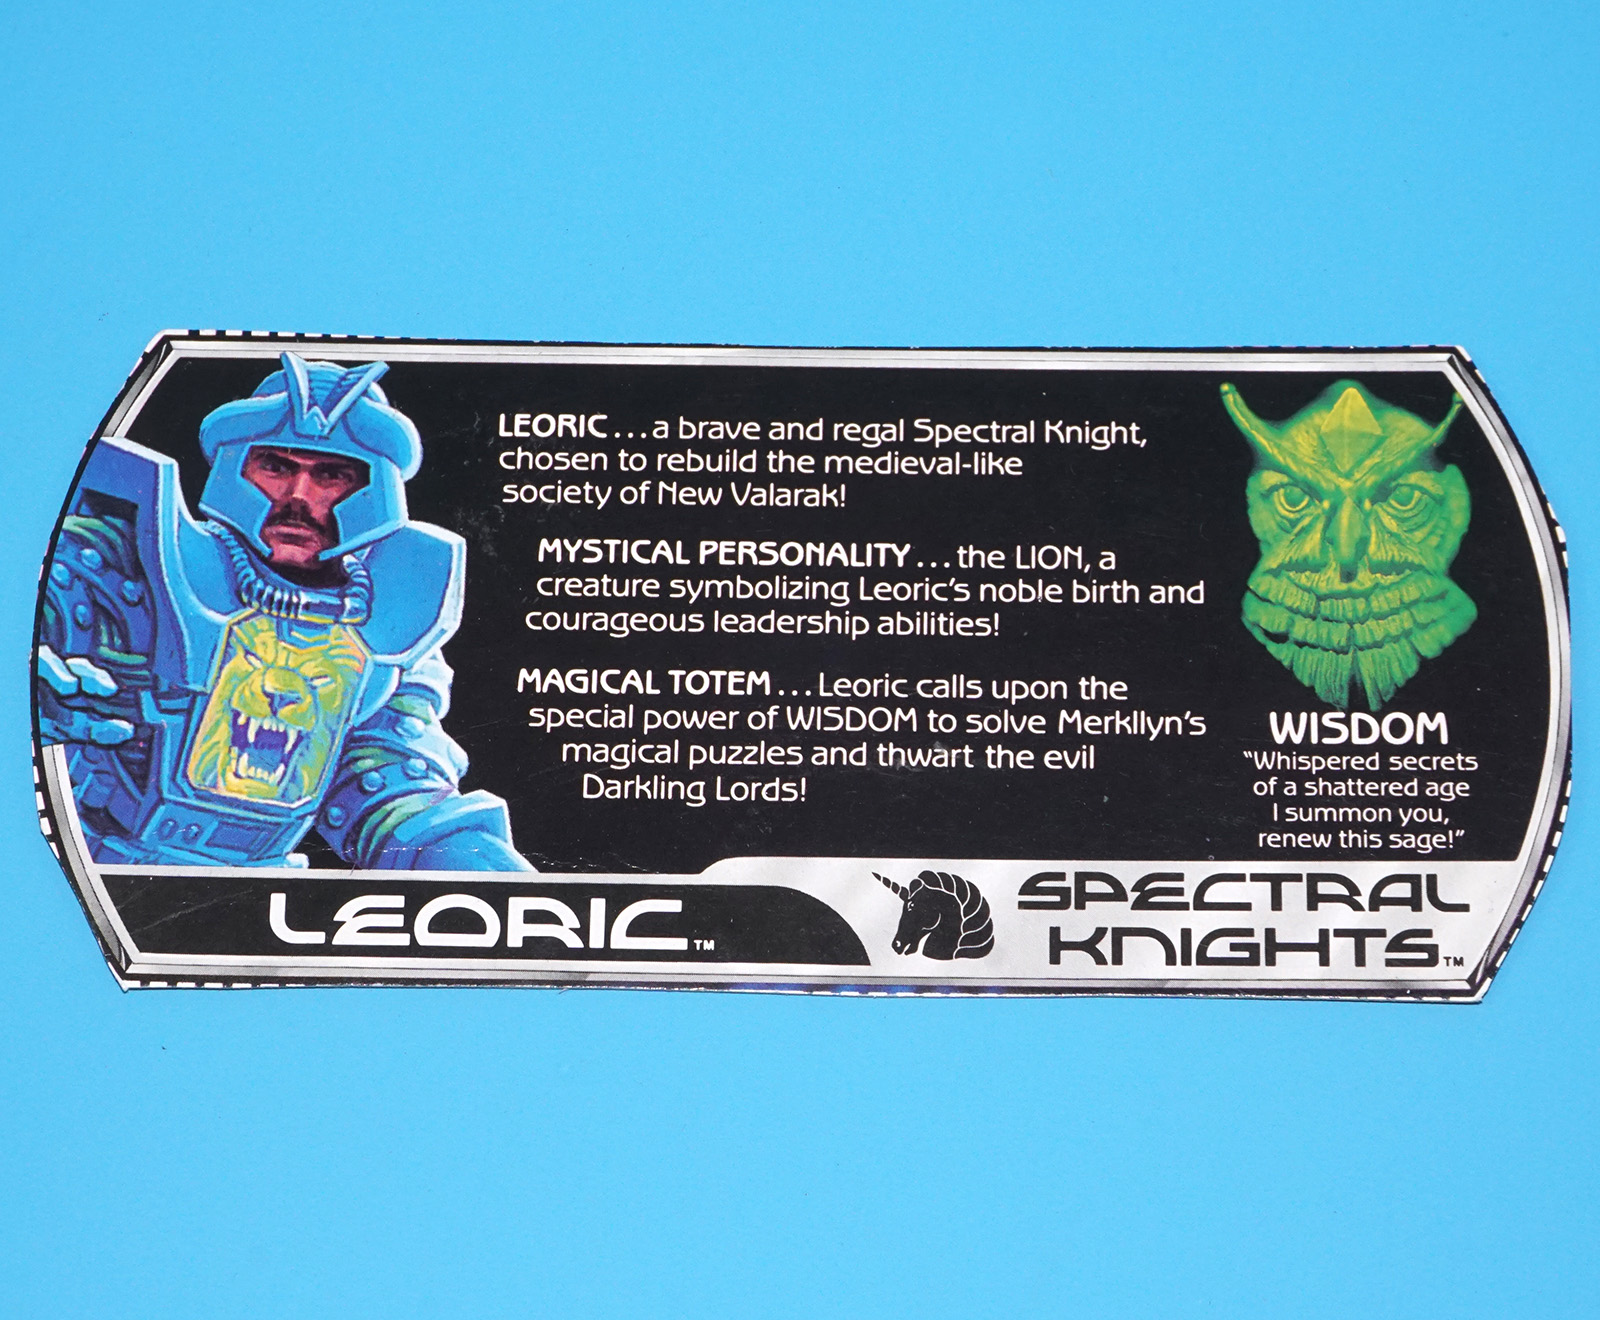 LEORIC...a brave and regal Spectral Knight,
chosen to rebuild the medieval-like
society of New Valarak!
MYSTICAL PERSONALITY...the LION, a
creature symbolizing Leoric's noble birth and
courageous leadership abilities!
MAGICAL TOTEM...Leoric calls upon the
special power of WISDOM to solve Merkllyn's
magical puzzles and thwart the evil
Darkling Lords!
WISDOM
"Whispered secrets
of a shattered age
I summon you,
renew this sage!"
LEORIC™
SPECTRAL
KNIGHTS™